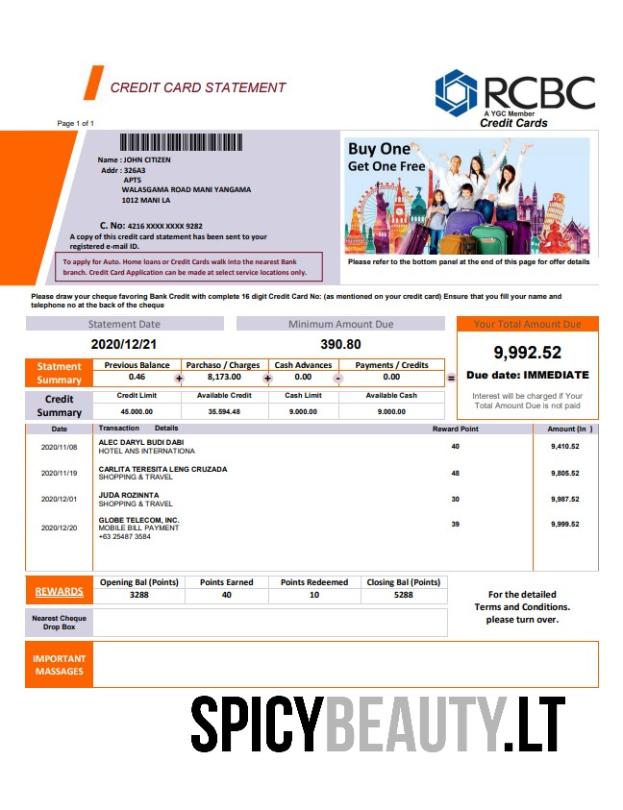 CREDIT CARD STATEMENT
RCBC
A YGC Member
Credit Cards
Page 1 of 1
Name : JOHN CITIZEN
Addr : 326A3
APTS
WALASGAMA ROAD MANI YANGAMA
1012 MANI LA
C. No: 4216 XXXX XXXX 9282
A copy of this credit card statement has been sent to your
registered e-mail ID.
To apply for Auto. Home loans or Credit Cards walk into the nearest Bank
branch. Credit Card Application can be made at select service locations only.
Buy One
Get One Free
Please refer to the bottom panel at the end of this page for offer details
Please draw your cheque favoring Bank Credit with complete 16 digit Credit Card No: (as mentioned on your credit card) Ensure that you fill your name and
telephone no at the back of the cheque
Statement Date Minimum Amount Due Your Total Amount Due
2020/12/21 390.80 9,992.52
Due date: IMMEDIATE
Interest will be charged if Your
Total Amount Due is not paid
Statment Summary
Previous Balance Parchaso / Charges Cash Advances Payments / Credits
0.46 + 8,173.00 + 0.00 - 0.00 =
Credit Summary
Credit Limit Available Credit Cash Limit Available Cash
45.000.00 35.594.48 9.000.00 9.000.00
Date Transaction Details Reward Point Amount (In )
2020/11/08 ALEC DARYL BUDI DABI 40 9,410.52
HOTEL ANS INTERNATIONA
2020/11/19 CARLITA TERESITA LENG CRUZADA 48 9,805.52
SHOPPING & TRAVEL
2020/12/01 JUDA ROZINNTA 30 9,987.52
SHOPPING & TRAVEL
2020/12/20 GLOBE TELECOM, INC. 39 9,999.52
MOBILE BILL PAYMENT
+63 25487 3584
REWARDS
Opening Bal (Points) Points Earned Points Redeemed Closing Bal (Points)
3288 40 10 5288
For the detailed
Terms and Conditions.
please turn over.
Nearest Cheque
Drop Box
IMPORTANT
MASSAGES
SPICYBEAUTY.LT